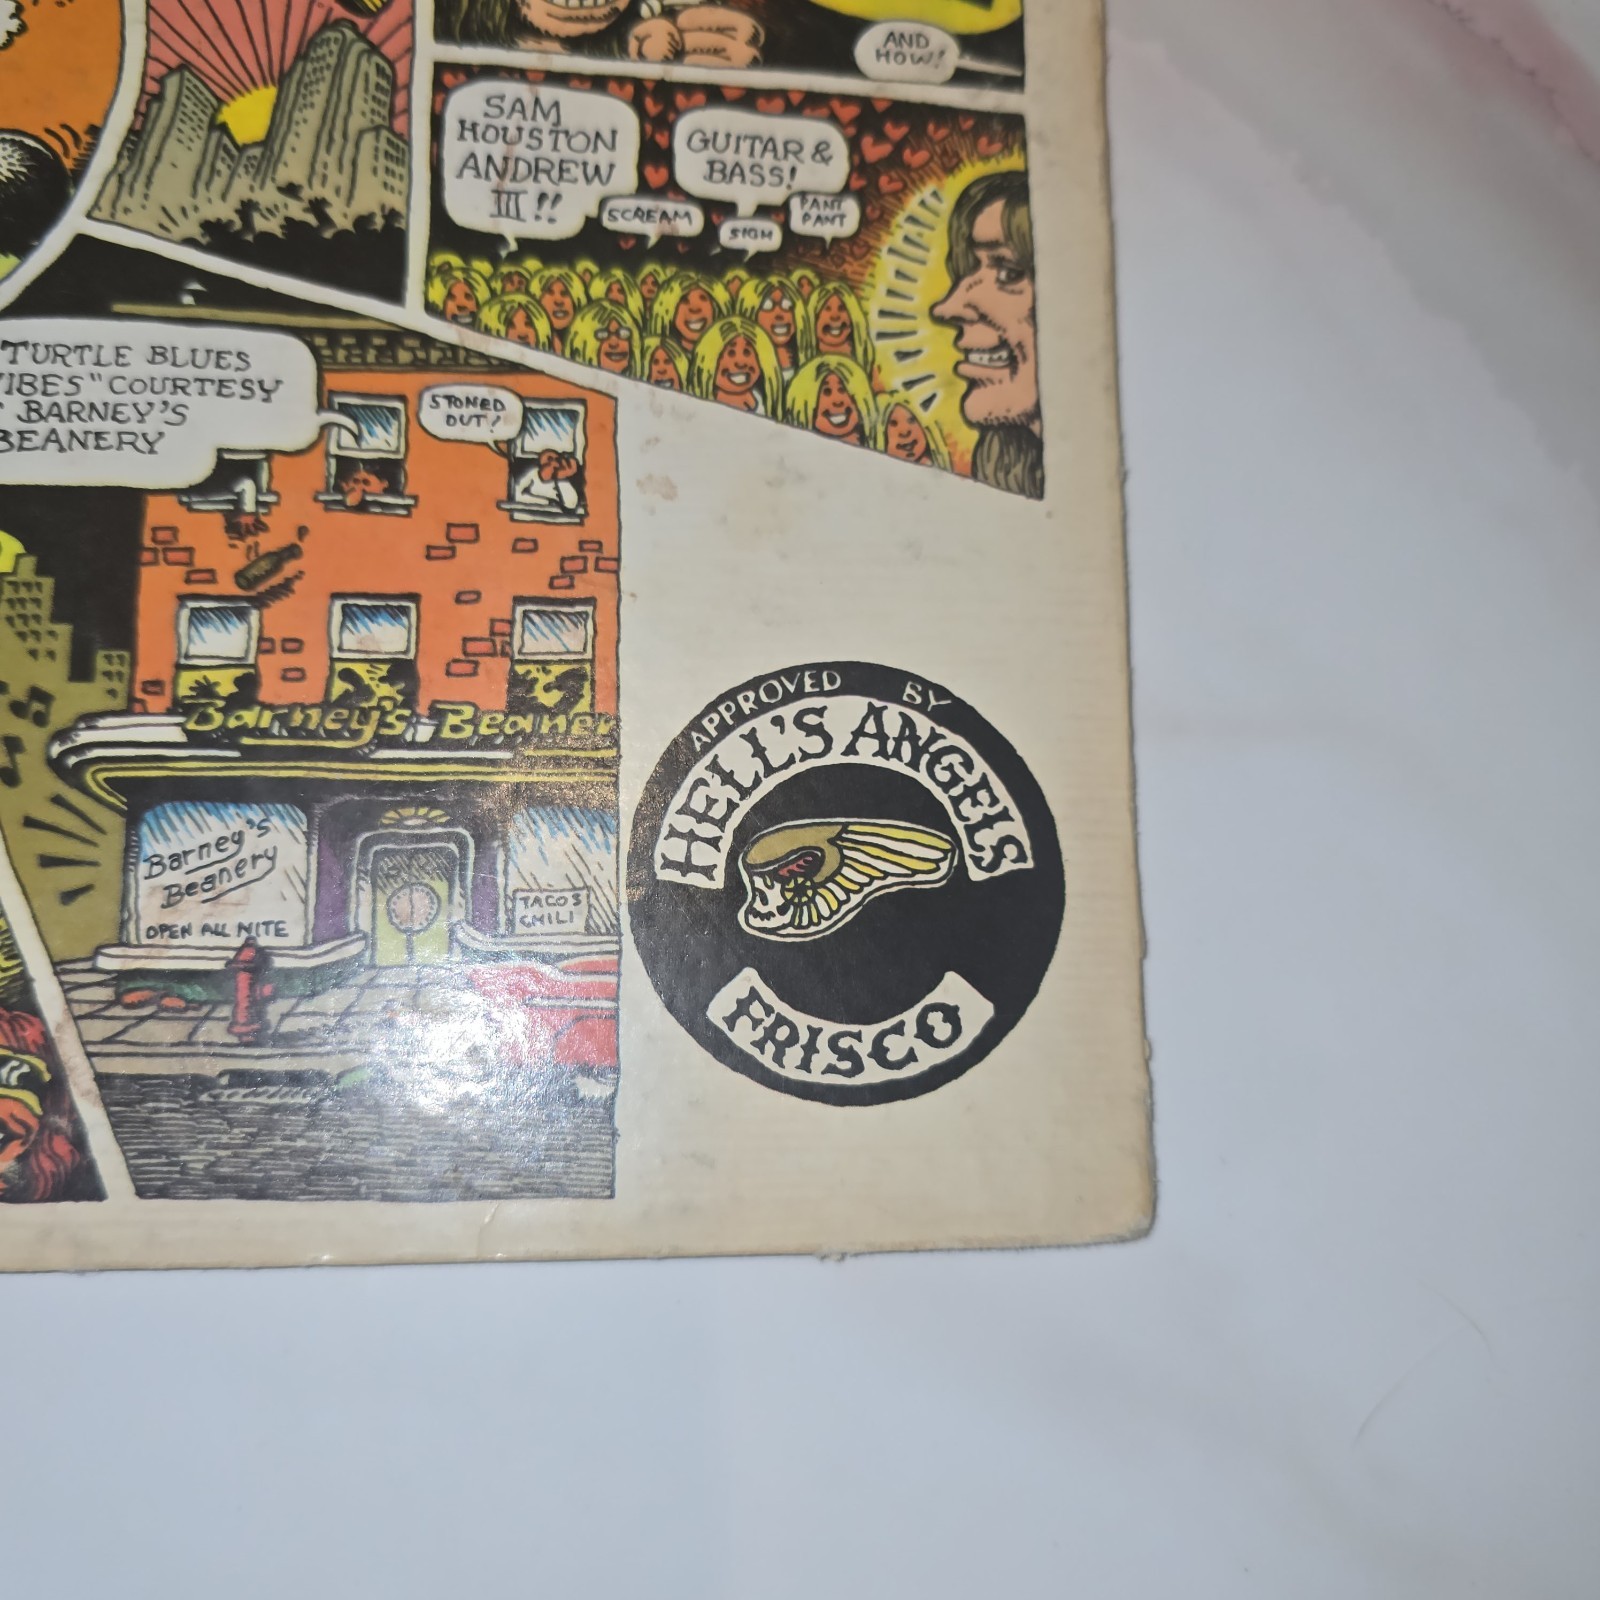 AND
HOW!
SAM
HOUSTON
ANDREW
III!!
GUITAR &
BASS!
SCREAM
SIGH
PANT
PANT
TURTLE BLUES
VIBES" COURTESY
BARNEY'S
BEANERY
STONED
OUT!
Barney's Beaner
Barney's
Beanery
OPEN ALL NITE
TACOS
CHILI
APPROVED BY
HELL'S ANGELS
FRISCO